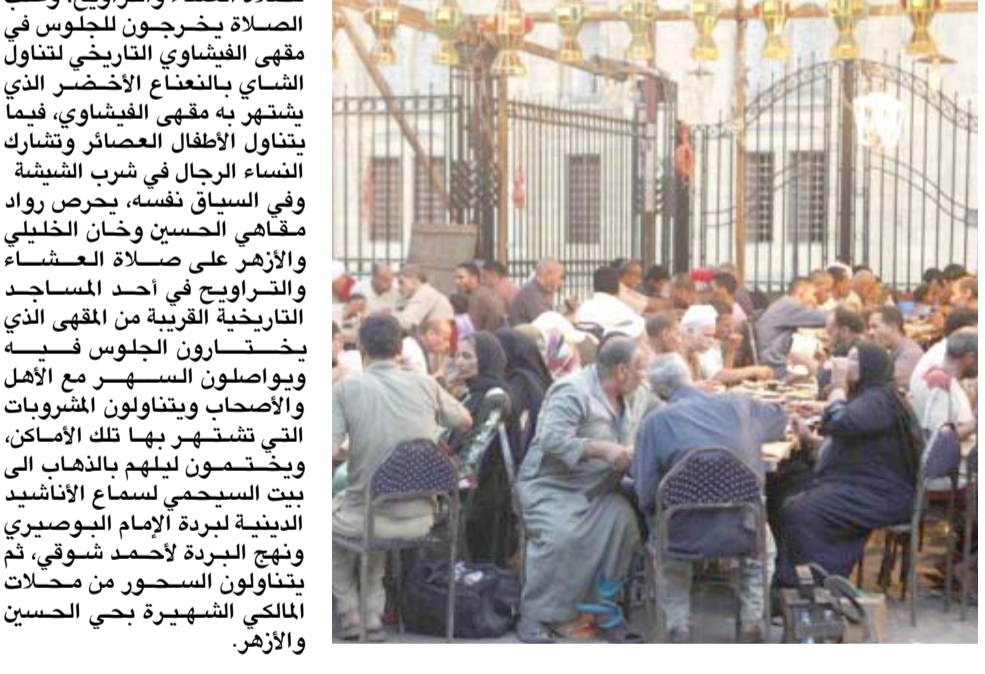 الصلاة يخرجون للجلوس في
مقهى الفيشاوي التاريخي لتناول
الشاي بالنعناع الأخضر الذي
يشتهر به مقهى الفيشاوي، فيما
يتناول الأطفال العصائر وتشارك
النساء الرجال في شرب الشيشة
وفي السياق نفسه، يحرص رواد
مقاهي الحسين وخان الخليلي
والأزهر على صلاة العشاء
والتراويح في أحد المساجد
التاريخية القريبة من المقهى الذي
يختارون الجلوس فيه
ويواصلون السهر مع الأهل
والأصحاب ويتناولون المشروبات
التي تشتهر بها تلك الأماكن،
ويختمون ليلهم بالذهاب الى
بيت السيحمي لسماع الأناشيد
الدينية لبردة الإمام البوصيري
ونهج البردة لأحمد شوقي، ثم
يتناولون السحور من محلات
المالكي الشهيرة بحي الحسين
والأزهر.